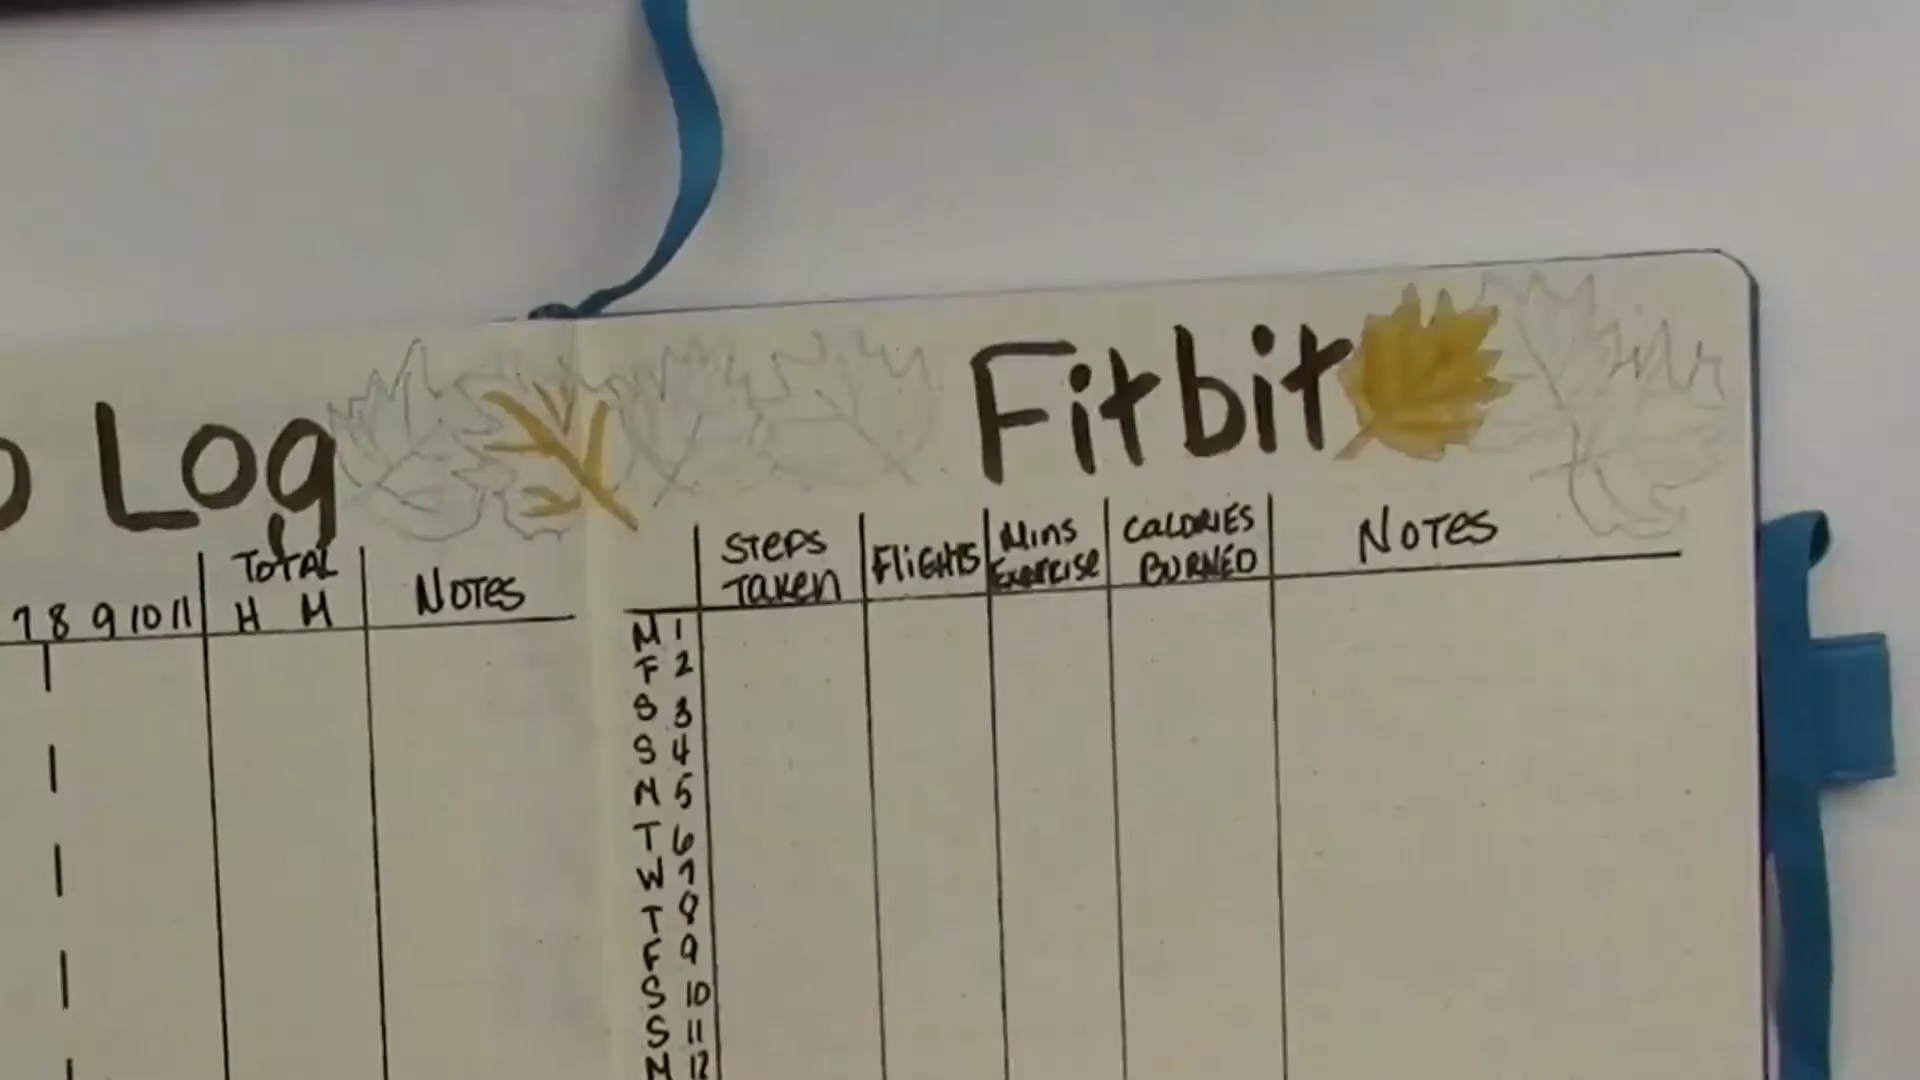 Log
TOTAL
7 8 9 10 11 H M NOTES
Fitbit
STEPS TAKEN FLIGHTS Mins Exercise CALORIES BURNED NOTES
M 1
F 2
S 3
S 4
M 5
T 6
W 7
T 8
F 9
S 10
S 11
M 12